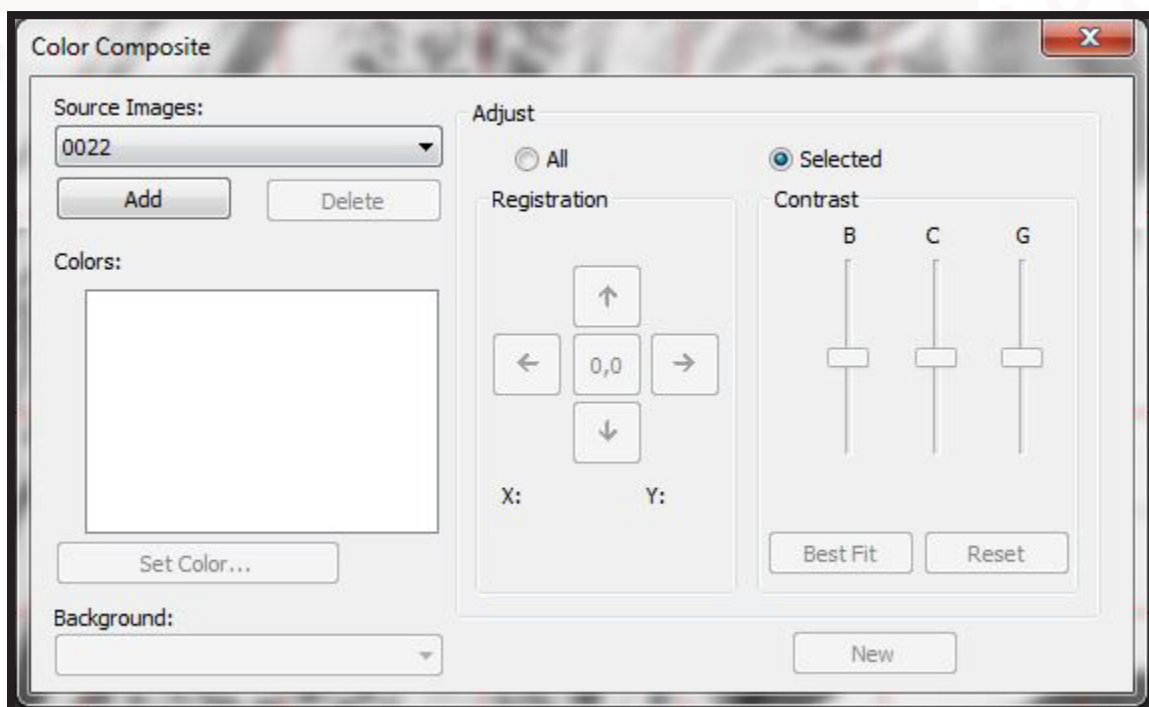 Color Composite
X
Source Images:
0022
Add
Delete
Colors:
Set Color...
Background:
Adjust
All
Selected
Registration
0,0
X:
Y:
Contrast
B
C
G
Best Fit
Reset
New